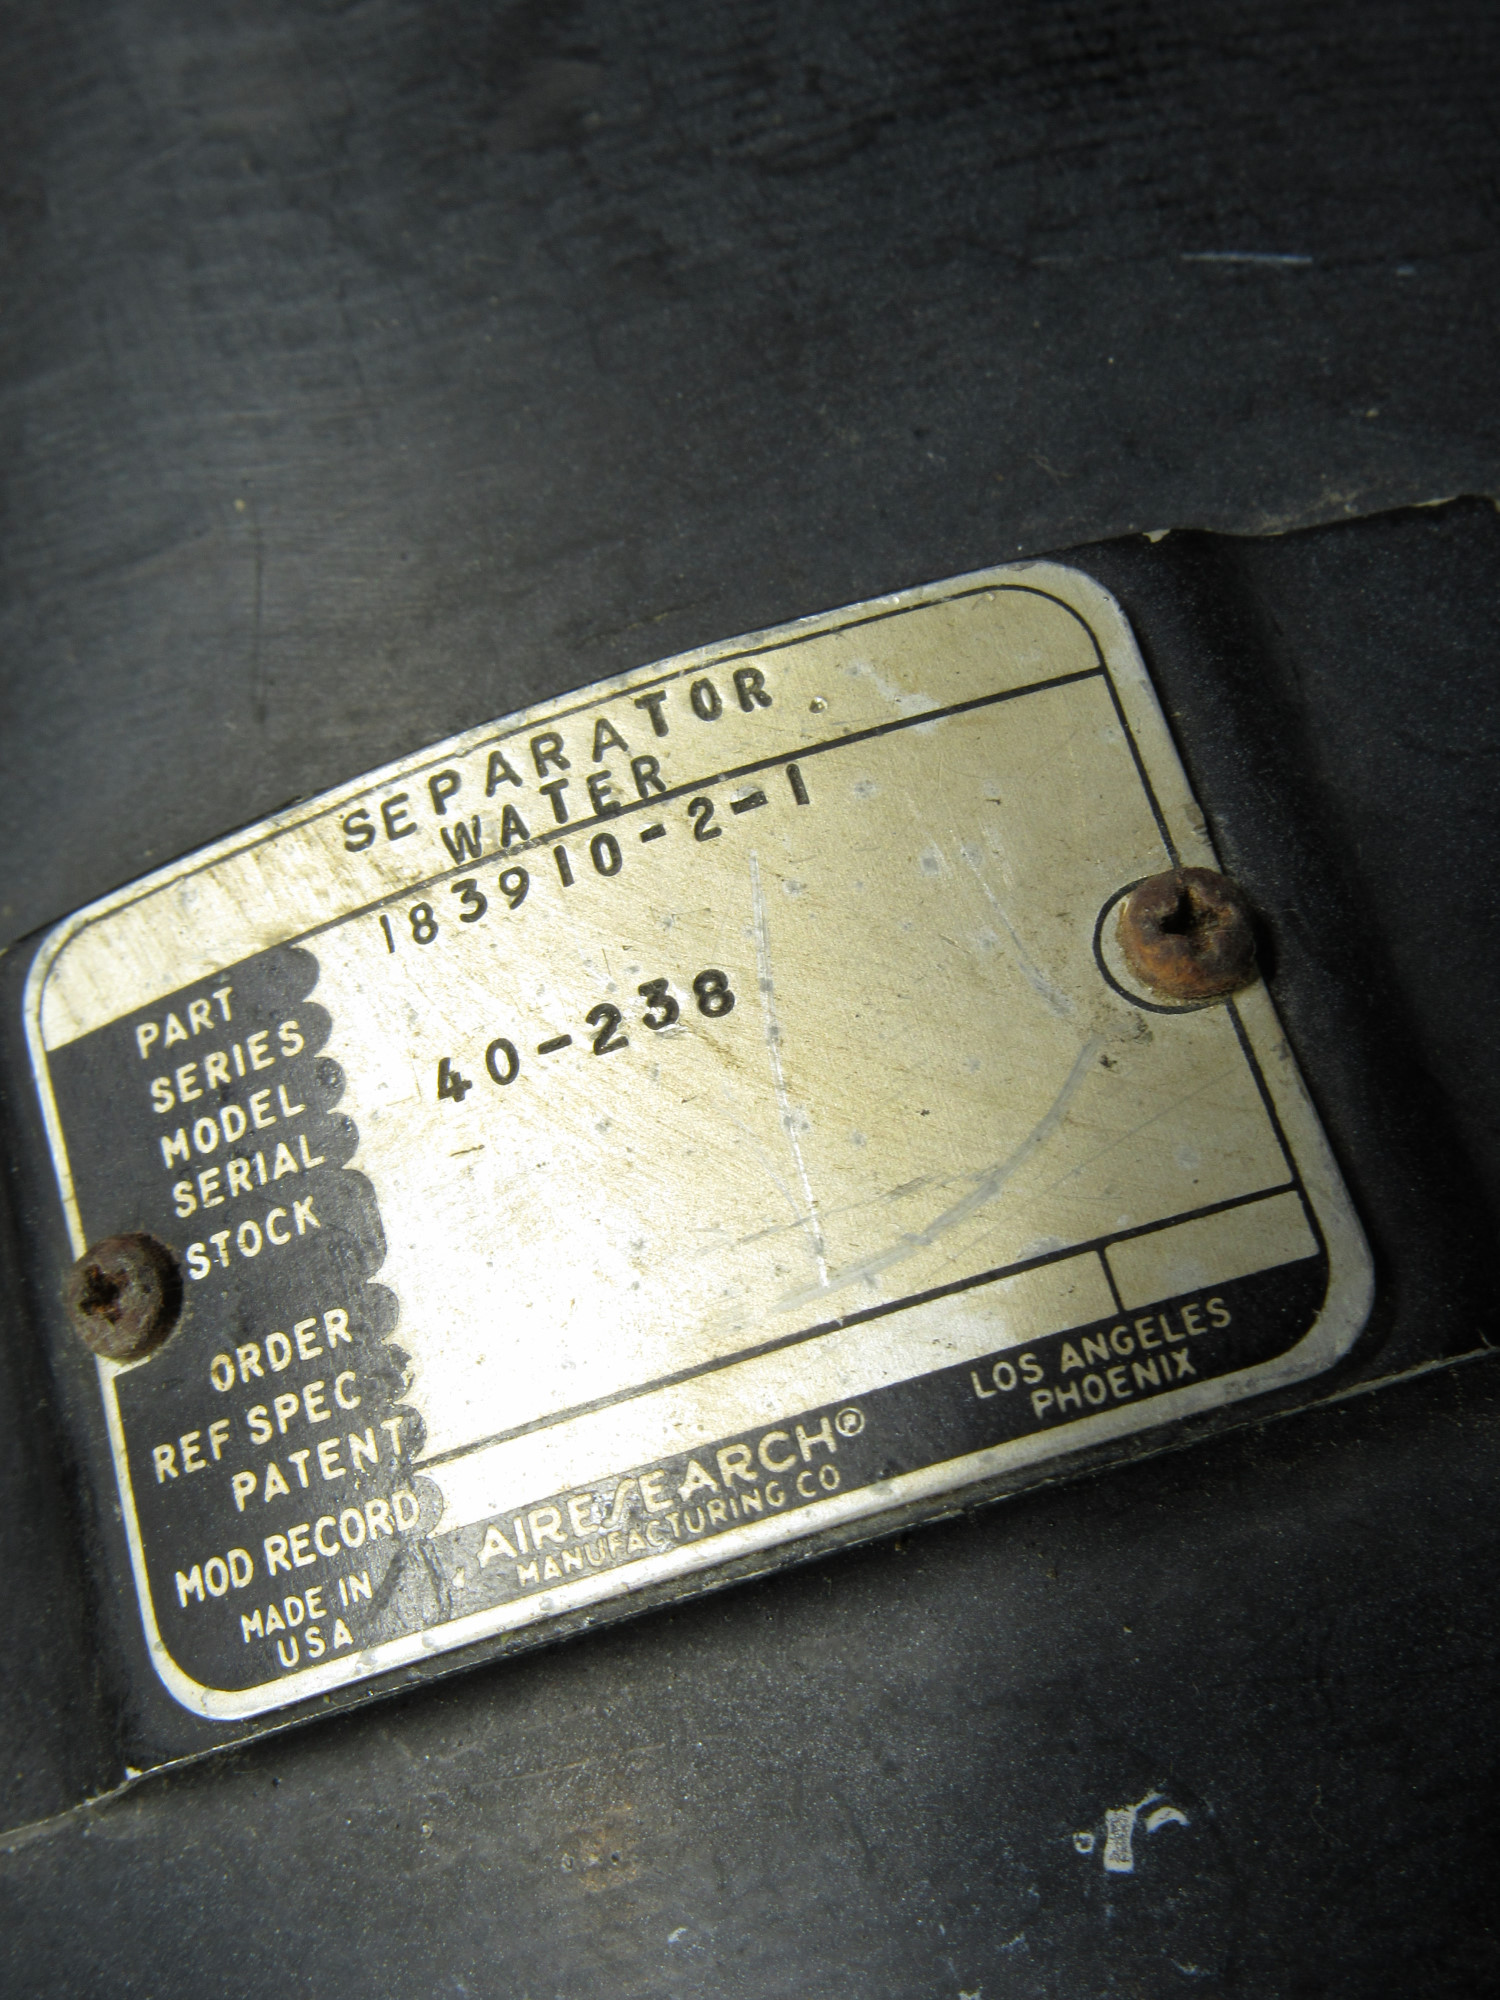 SEPARATOR
WATER
PART 183910-2-1
SERIES
MODEL
SERIAL 40-238
STOCK
ORDER
REF SPEC
PATENT
MOD RECORD
MADE IN
USA
AIRESEARCH®
MANUFACTURING CO
LOS ANGELES
PHOENIX